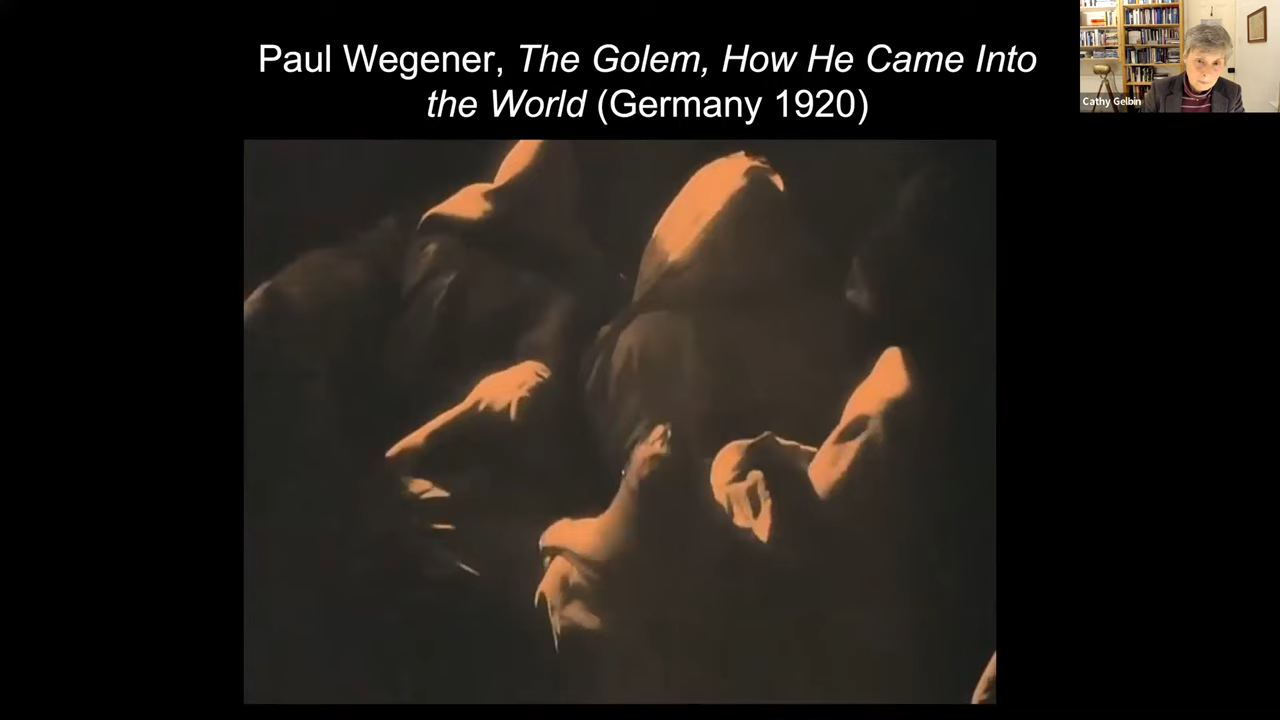 Paul Wegener, The Golem, How He Came Into
the World (Germany 1920)
Cathy Gelbin